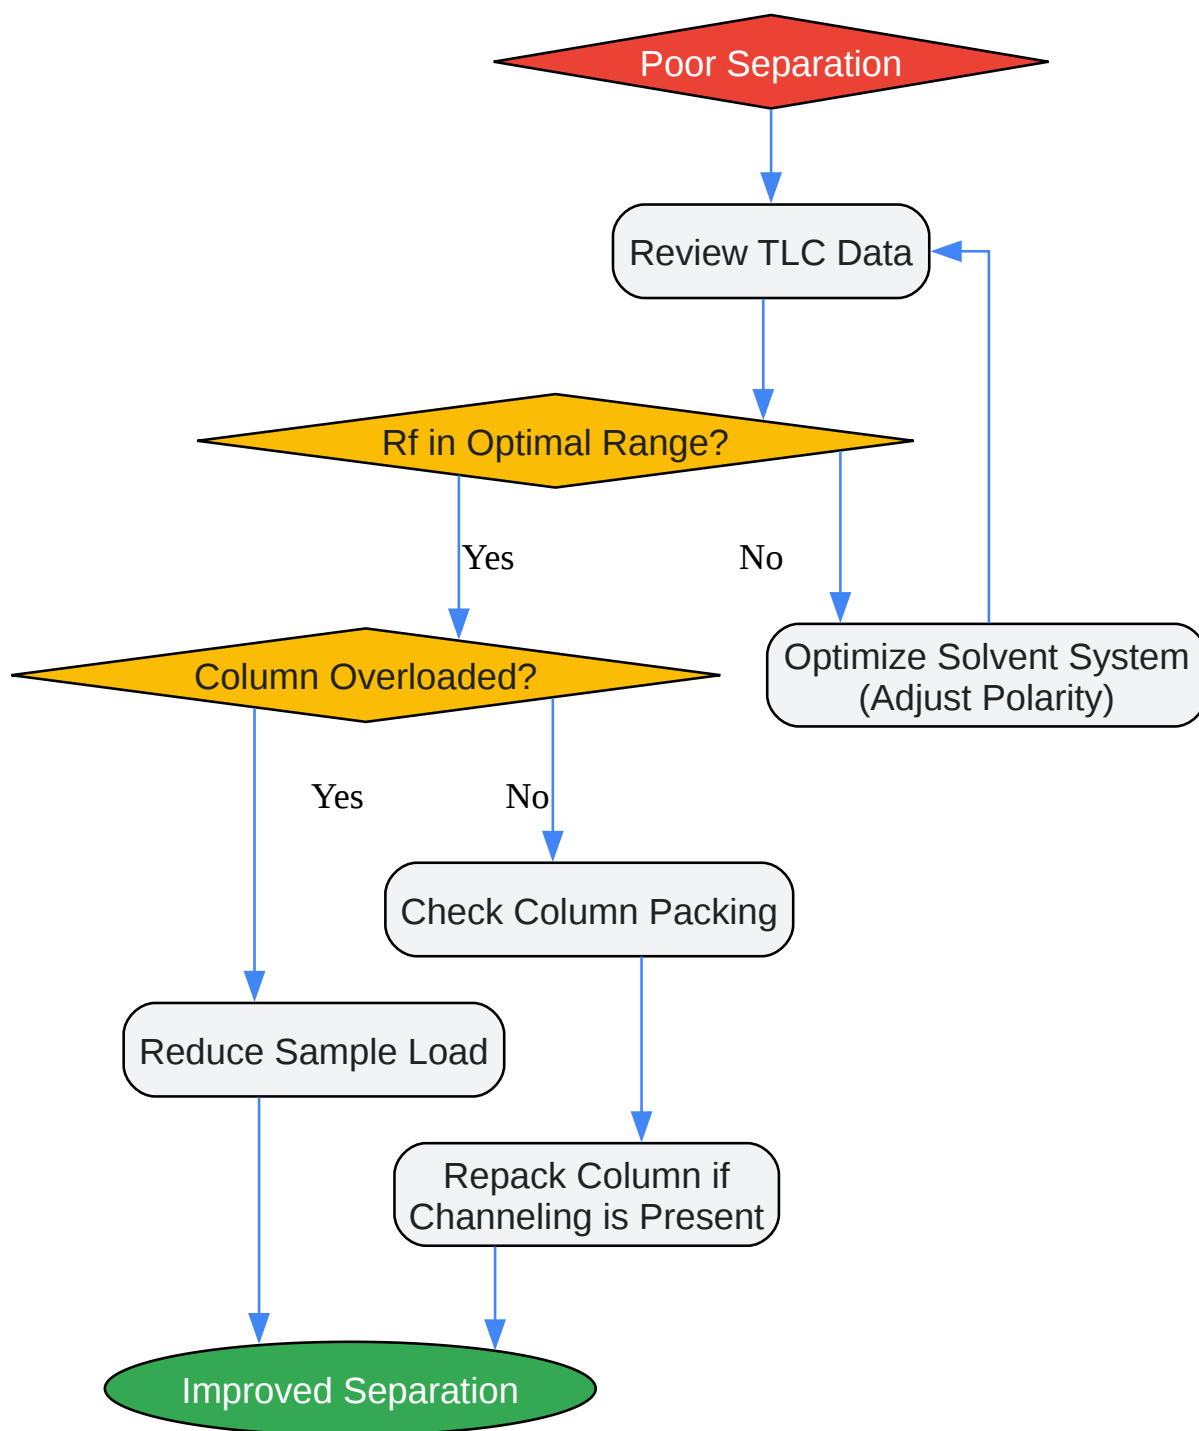 Poor Separation
Review TLC Data
Rf in Optimal Range?
Yes
No
Optimize Solvent System
(Adjust Polarity)
Column Overloaded?
Yes
No
Check Column Packing
Reduce Sample Load
Repack Column if
Channeling is Present
Improved Separation